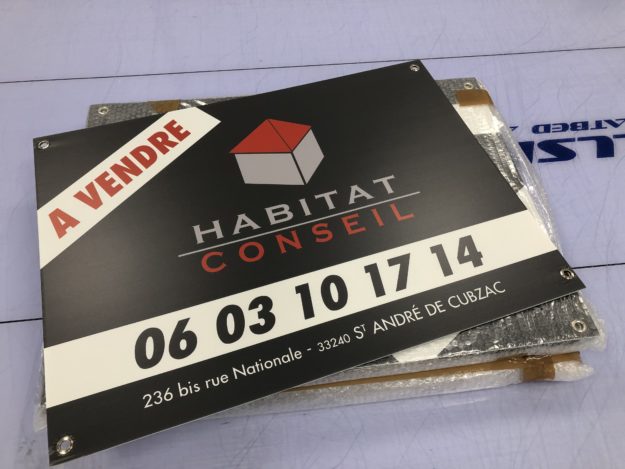 A VENDRE
HABITAT
CONSEIL
06 03 10 17 14
236 bis rue Nationale - 33240 ST ANDRÉ DE CUBZAC